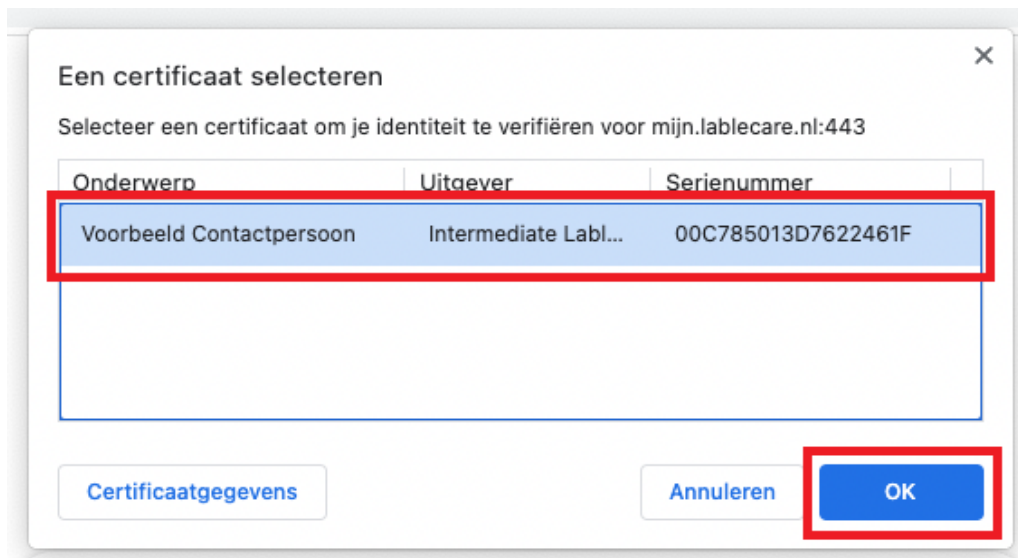 Een certificaat selecteren
Selecteer een certificaat om je identiteit te verifiëren voor mijn.lablecare.nl:443
Onderwerp Uitgever Serienummer
Voorbeeld Contactpersoon Intermediate Labl... 00C785013D7622461F
Certificaatgegevens Annuleren OK